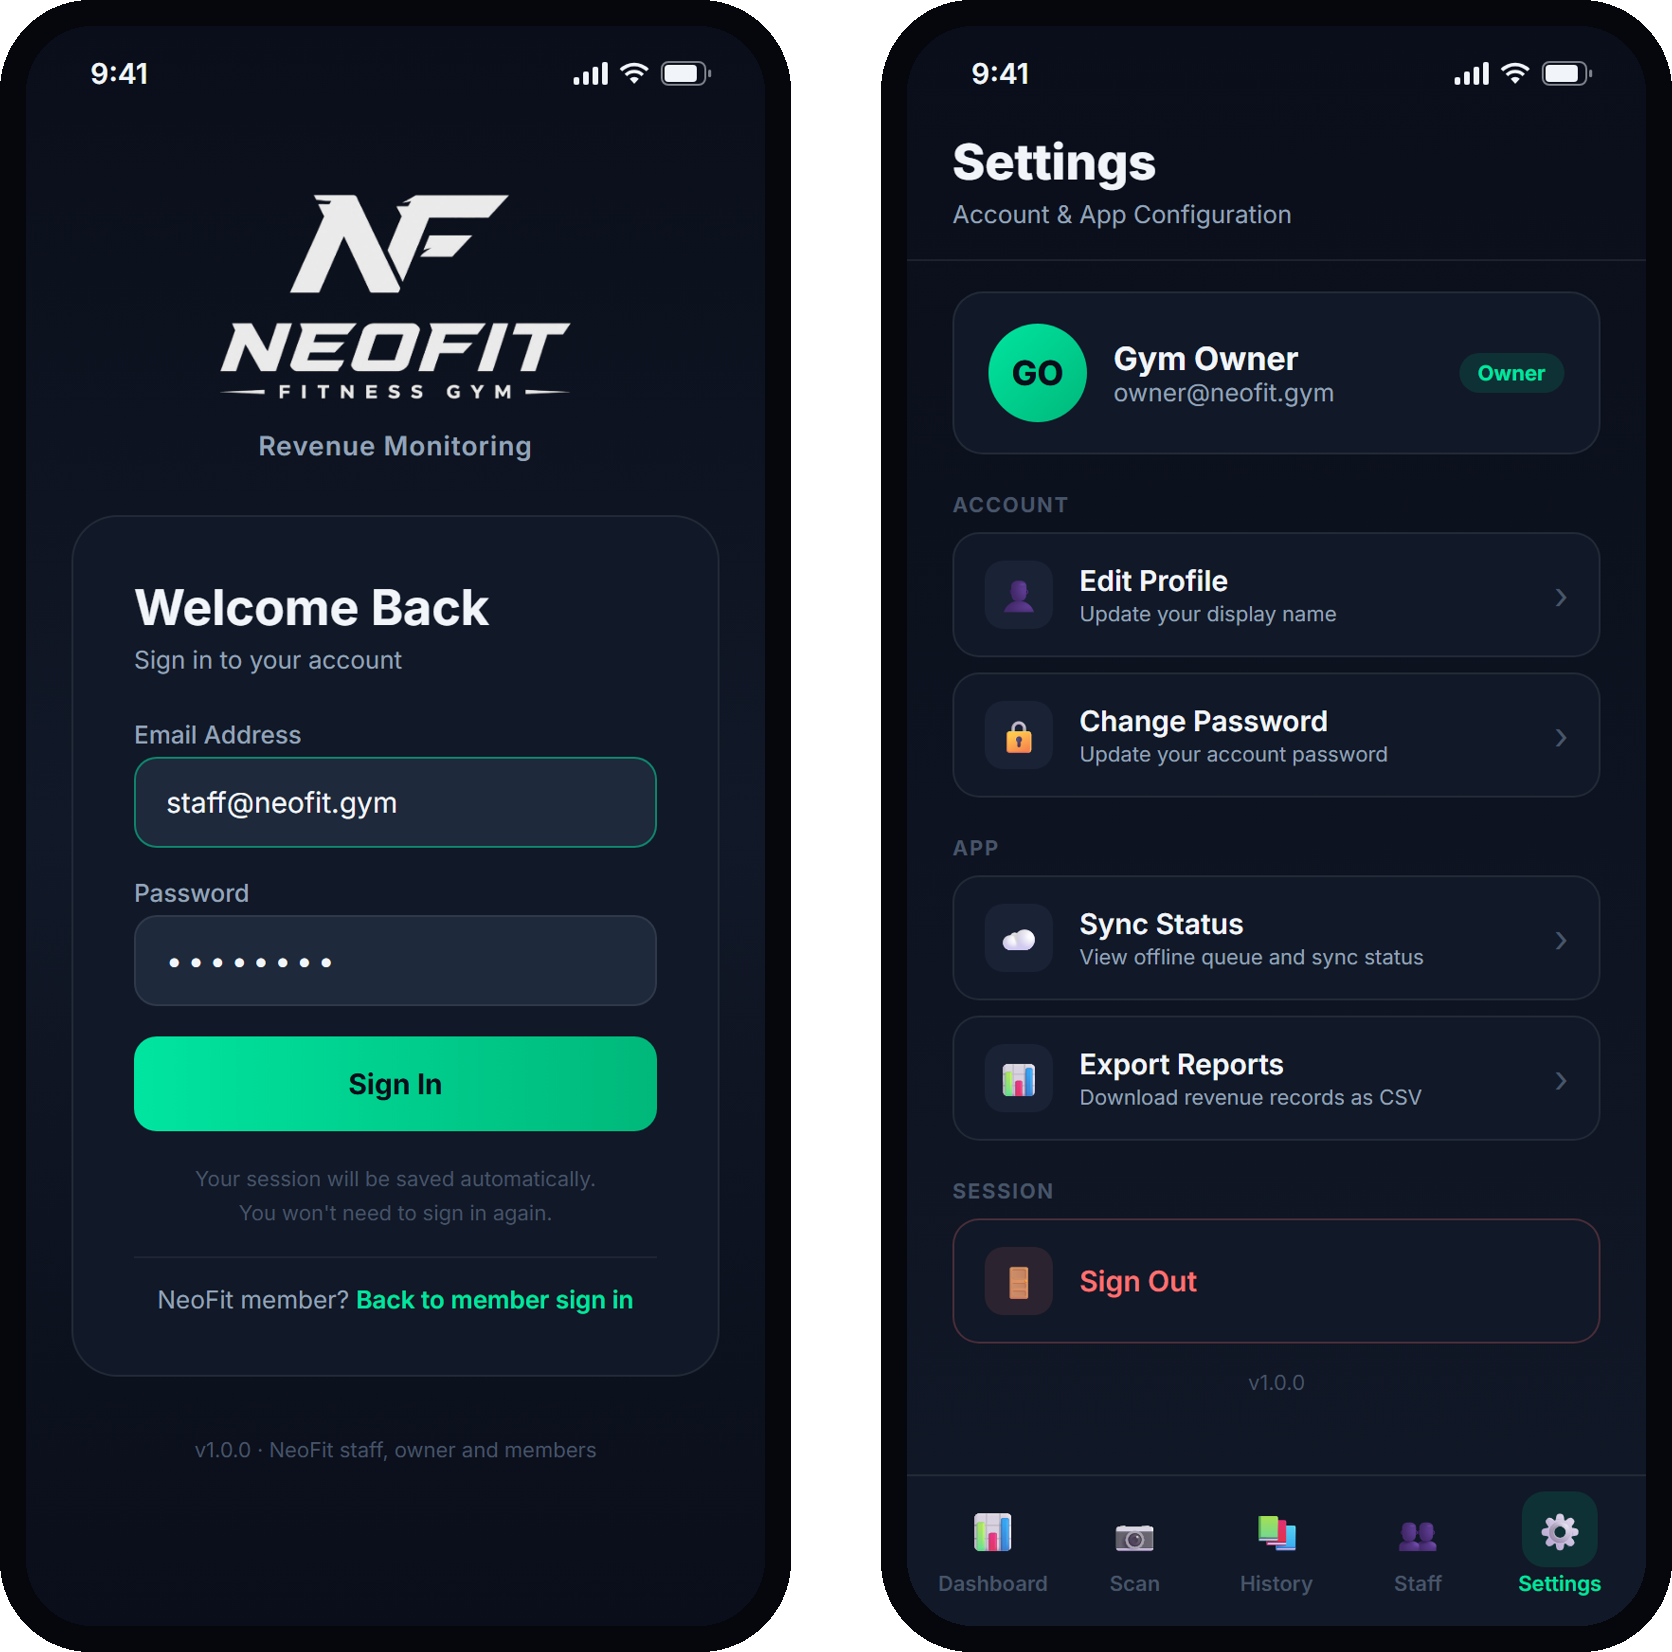 9:41
NF
NEOFIT
FITNESS GYM
Revenue Monitoring
Welcome Back
Sign in to your account
Email Address
staff@neofit.gym
Password
••••••••
Sign In
Your session will be saved automatically.
You won't need to sign in again.
NeoFit member? Back to member sign in
v1.0.0 · NeoFit staff, owner and members
9:41
Settings
Account & App Configuration
GO
Gym Owner
owner@neofit.gym
Owner
ACCOUNT
Edit Profile
Update your display name
Change Password
Update your account password
APP
Sync Status
View offline queue and sync status
Export Reports
Download revenue records as CSV
SESSION
Sign Out
v1.0.0
Dashboard
Scan
History
Staff
Settings